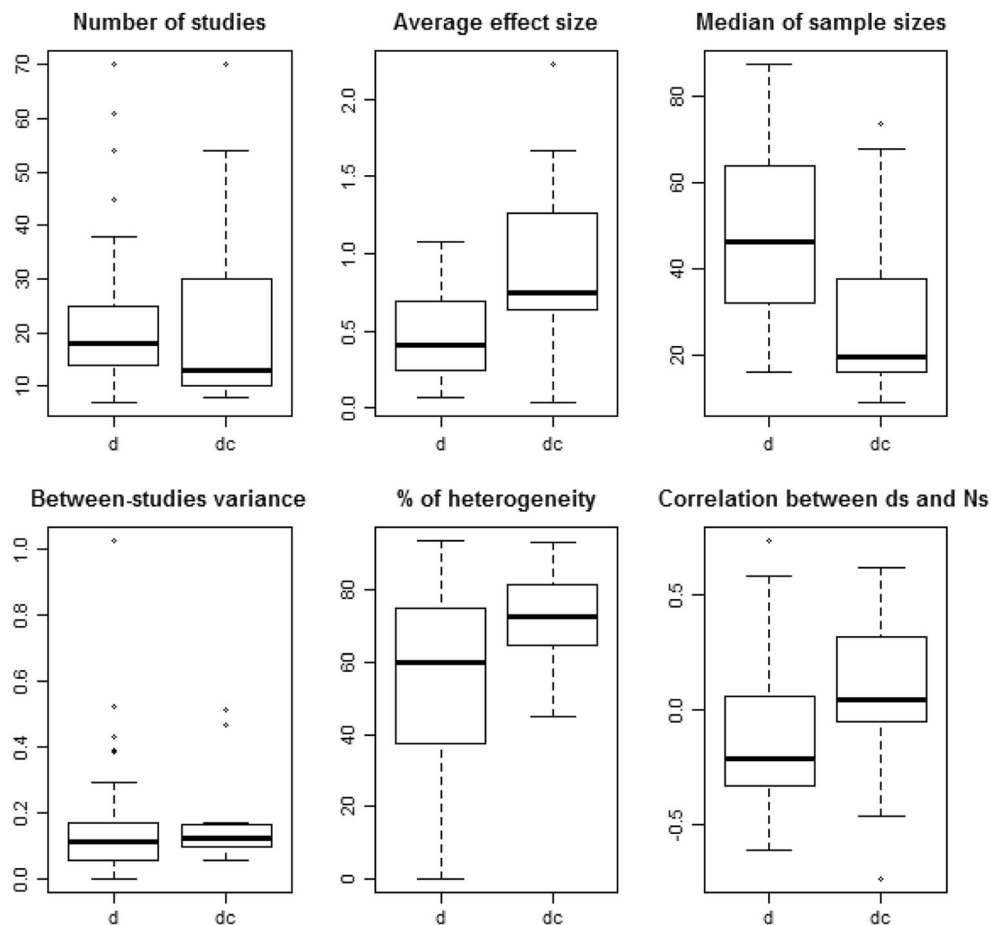 Number of studies
70
60
50
40
30
20
10
d dc
Average effect size
2.0
1.5
1.0
0.5
0.0
d dc
Median of sample sizes
80
60
40
20
d dc
Between-studies variance
1.0
0.8
0.6
0.4
0.2
0.0
d dc
% of heterogeneity
80
60
40
20
0
d dc
Correlation between ds and Ns
0.5
0.0
-0.5
d dc